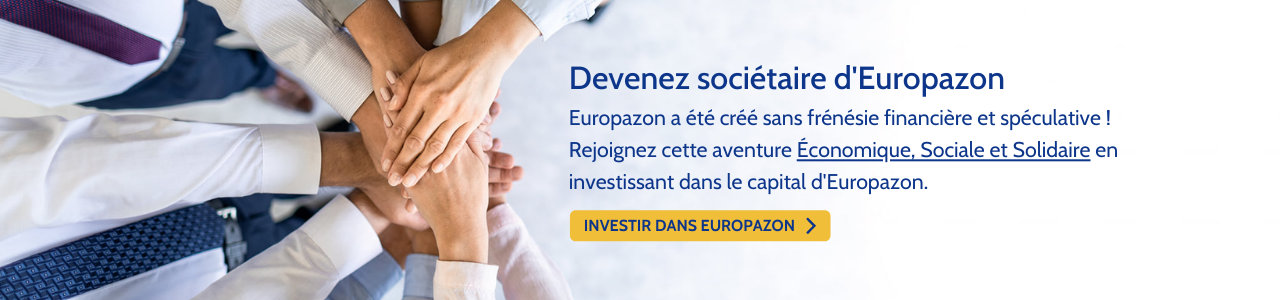 Devenez sociétaire d'Europazon
Europazon a été créé sans frénésie financière et spéculative !
Rejoignez cette aventure Économique, Sociale et Solidaire en
investissant dans le capital d'Europazon.
INVESTIR DANS EUROPAZON